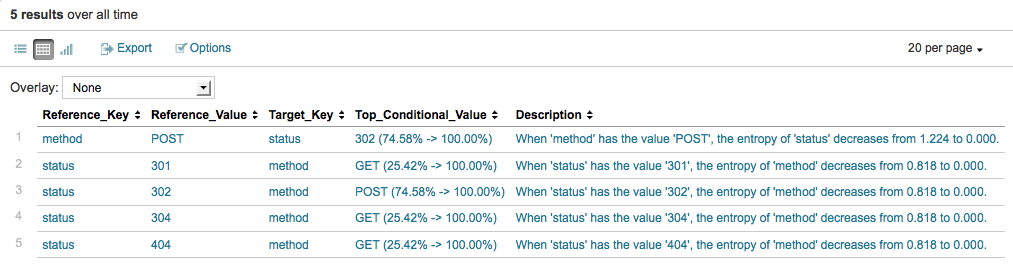 5 results over all time
Export Options 20 per page
Overlay: None
Reference_Key Reference_Value Target_Key Top_Conditional_Value Description
1 method POST status 302 (74.58% -> 100.00%) When 'method' has the value 'POST', the entropy of 'status' decreases from 1.224 to 0.000.
2 status 301 method GET (25.42% -> 100.00%) When 'status' has the value '301', the entropy of 'method' decreases from 0.818 to 0.000.
3 status 302 method POST (74.58% -> 100.00%) When 'status' has the value '302', the entropy of 'method' decreases from 0.818 to 0.000.
4 status 304 method GET (25.42% -> 100.00%) When 'status' has the value '304', the entropy of 'method' decreases from 0.818 to 0.000.
5 status 404 method GET (25.42% -> 100.00%) When 'status' has the value '404', the entropy of 'method' decreases from 0.818 to 0.000.